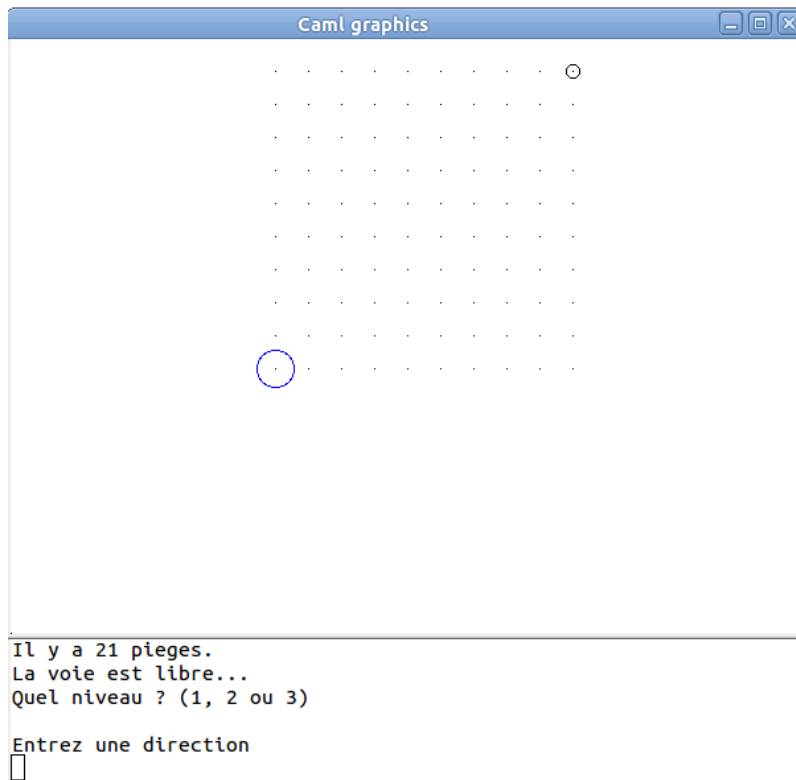 Caml graphics
Il y a 21 pieges.
La voie est libre...
Quel niveau ? (1, 2 ou 3)
Entrez une direction